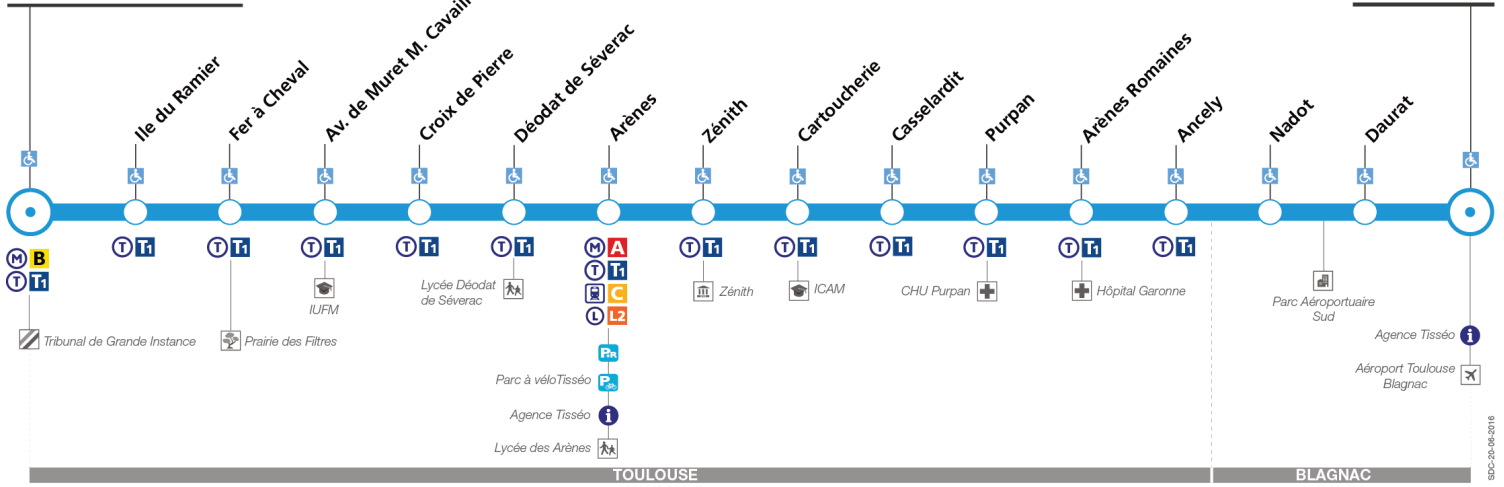 Ile du Ramier
Fer à Cheval
Av. de Muret M. Cavail
Croix de Pierre
Déodat de Séverac
Arènes
Zénith
Cartoucherie
Casselardit
Purpan
Arènes Romaines
Ancely
Nadot
Daurat
M B
T T1
T T1
T T1
T T1
T T1
T T1
M A
T T1
C
L L2
T T1
T T1
T T1
T T1
T T1
T T1
Tribunal de Grande Instance
Prairie des Filtres
IUFM
Lycée Déodat
de Séverac
P+R
Parc à véloTisséo P
Agence Tisséo i
Lycée des Arènes
Zénith
ICAM
CHU Purpan
Hôpital Garonne
Parc Aéroportuaire
Sud
Agence Tisséo i
Aéroport Toulouse
Blagnac
TOULOUSE
BLAGNAC
SDC-20-06-2016